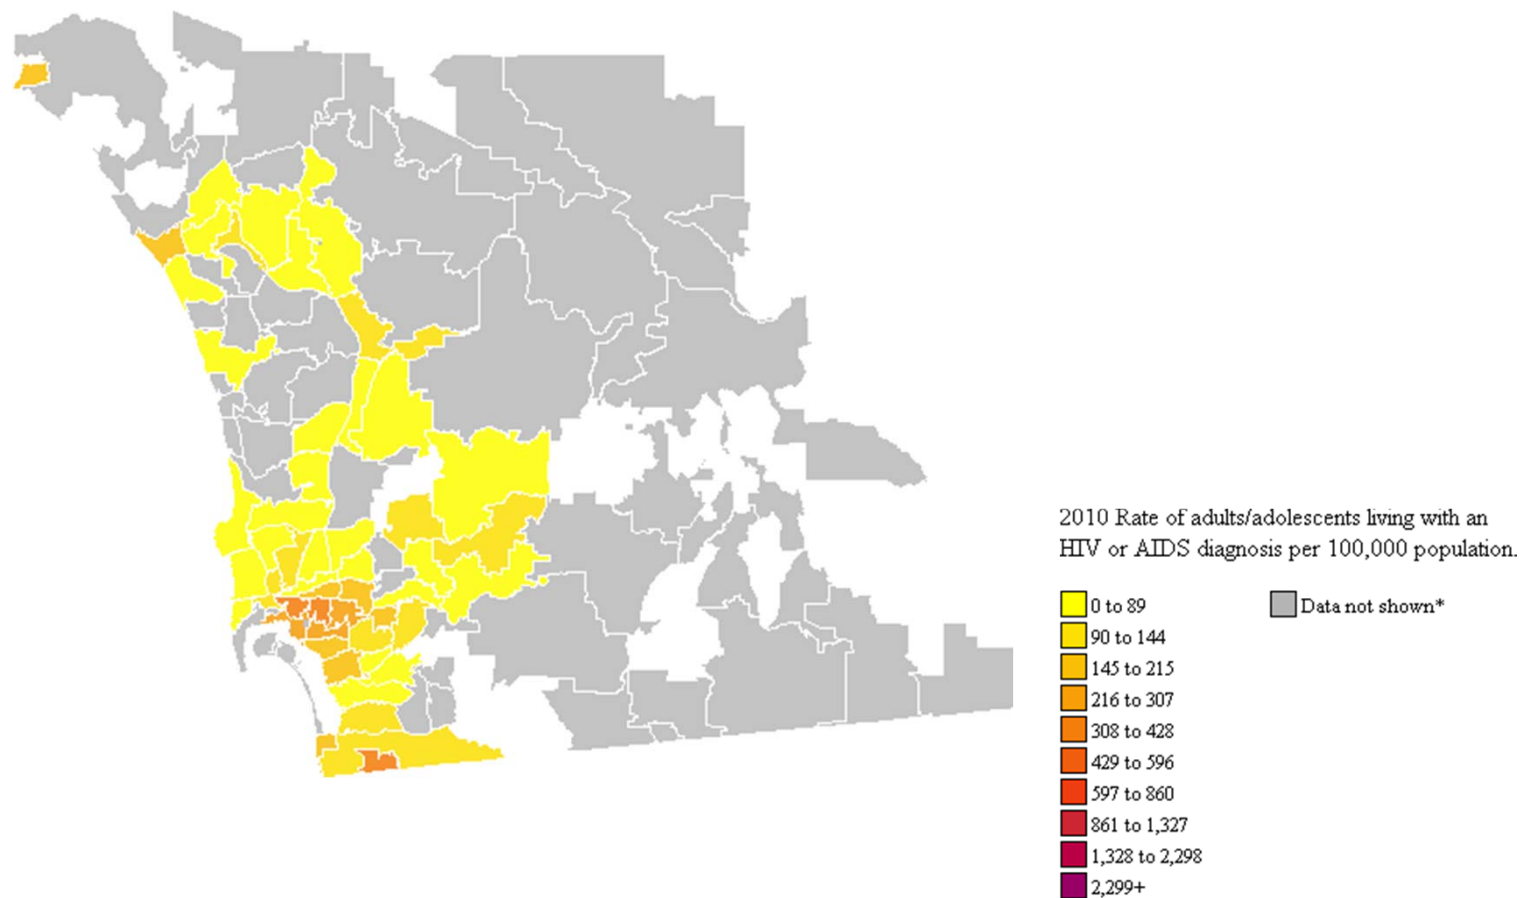 2010 Rate of adults/adolescents living with an
HIV or AIDS diagnosis per 100,000 population.
0 to 89
Data not shown*
90 to 144
145 to 215
216 to 307
308 to 428
429 to 596
597 to 860
861 to 1,327
1,328 to 2,298
2,299+